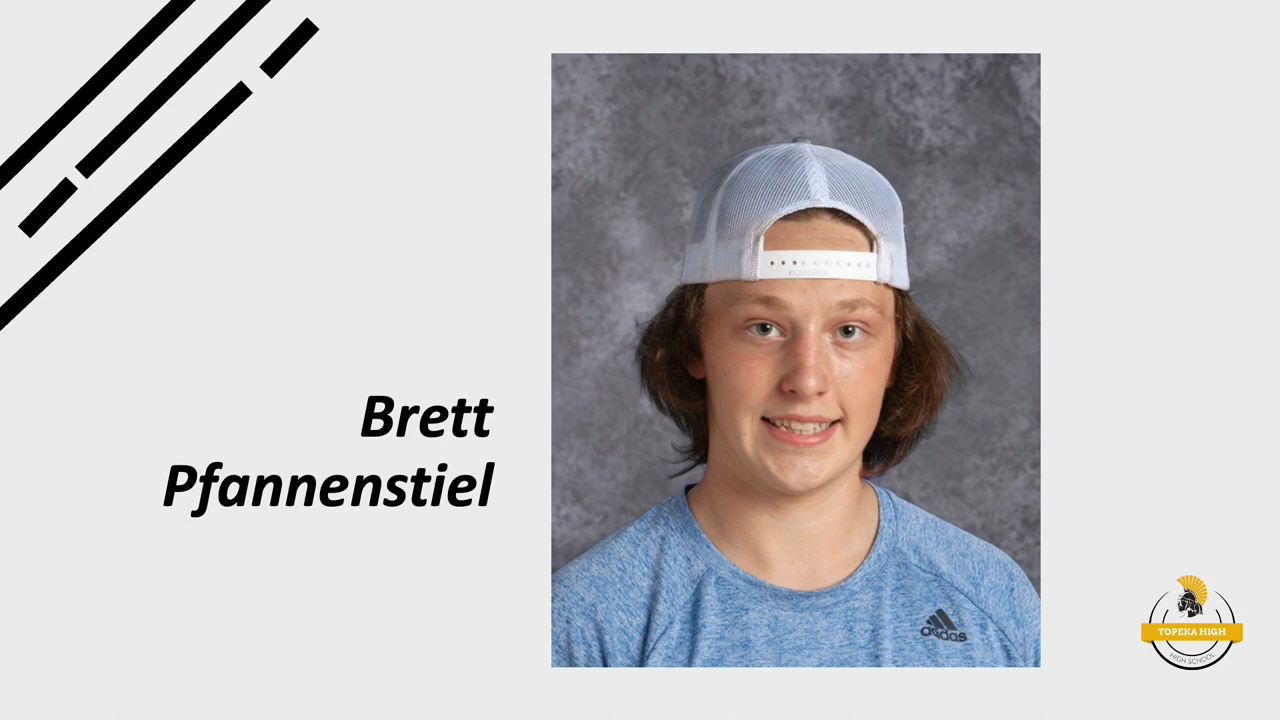 Brett
Pfannenstiel
adidas
TOPEKA HIGH
HIGH SCHOOL